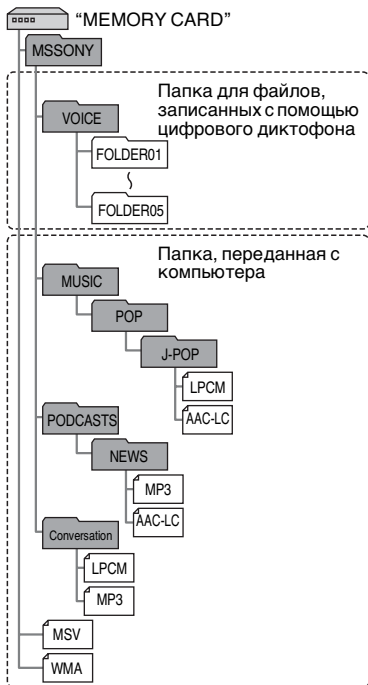 “MEMORY CARD”
MSSONY
Папка для файлов,
записанных с помощью
цифрового диктофона
VOICE
FOLDER01
FOLDER05
Папка, переданная с
компьютера
MUSIC
POP
J-POP
LPCM
AAC-LC
PODCASTS
NEWS
MP3
AAC-LC
Conversation
LPCM
MP3
MSV
WMA